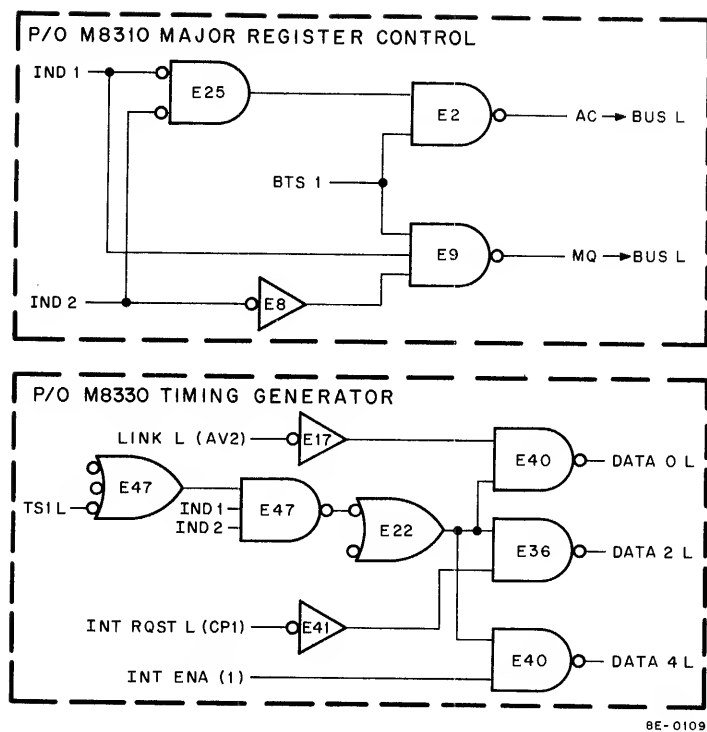 P/O M8310 MAJOR REGISTER CONTROL
IND 1
E25
E2
AC → BUS L
BTS 1
E9
MQ → BUS L
IND 2
E8
P/O M8330 TIMING GENERATOR
LINK L (AV2)
E17
E40
DATA 0 L
E47
TS1 L
IND 1
IND 2
E47
E22
E36
DATA 2 L
INT RQST L (CP1)
E41
INT ENA (1)
E40
DATA 4 L
8E-0109